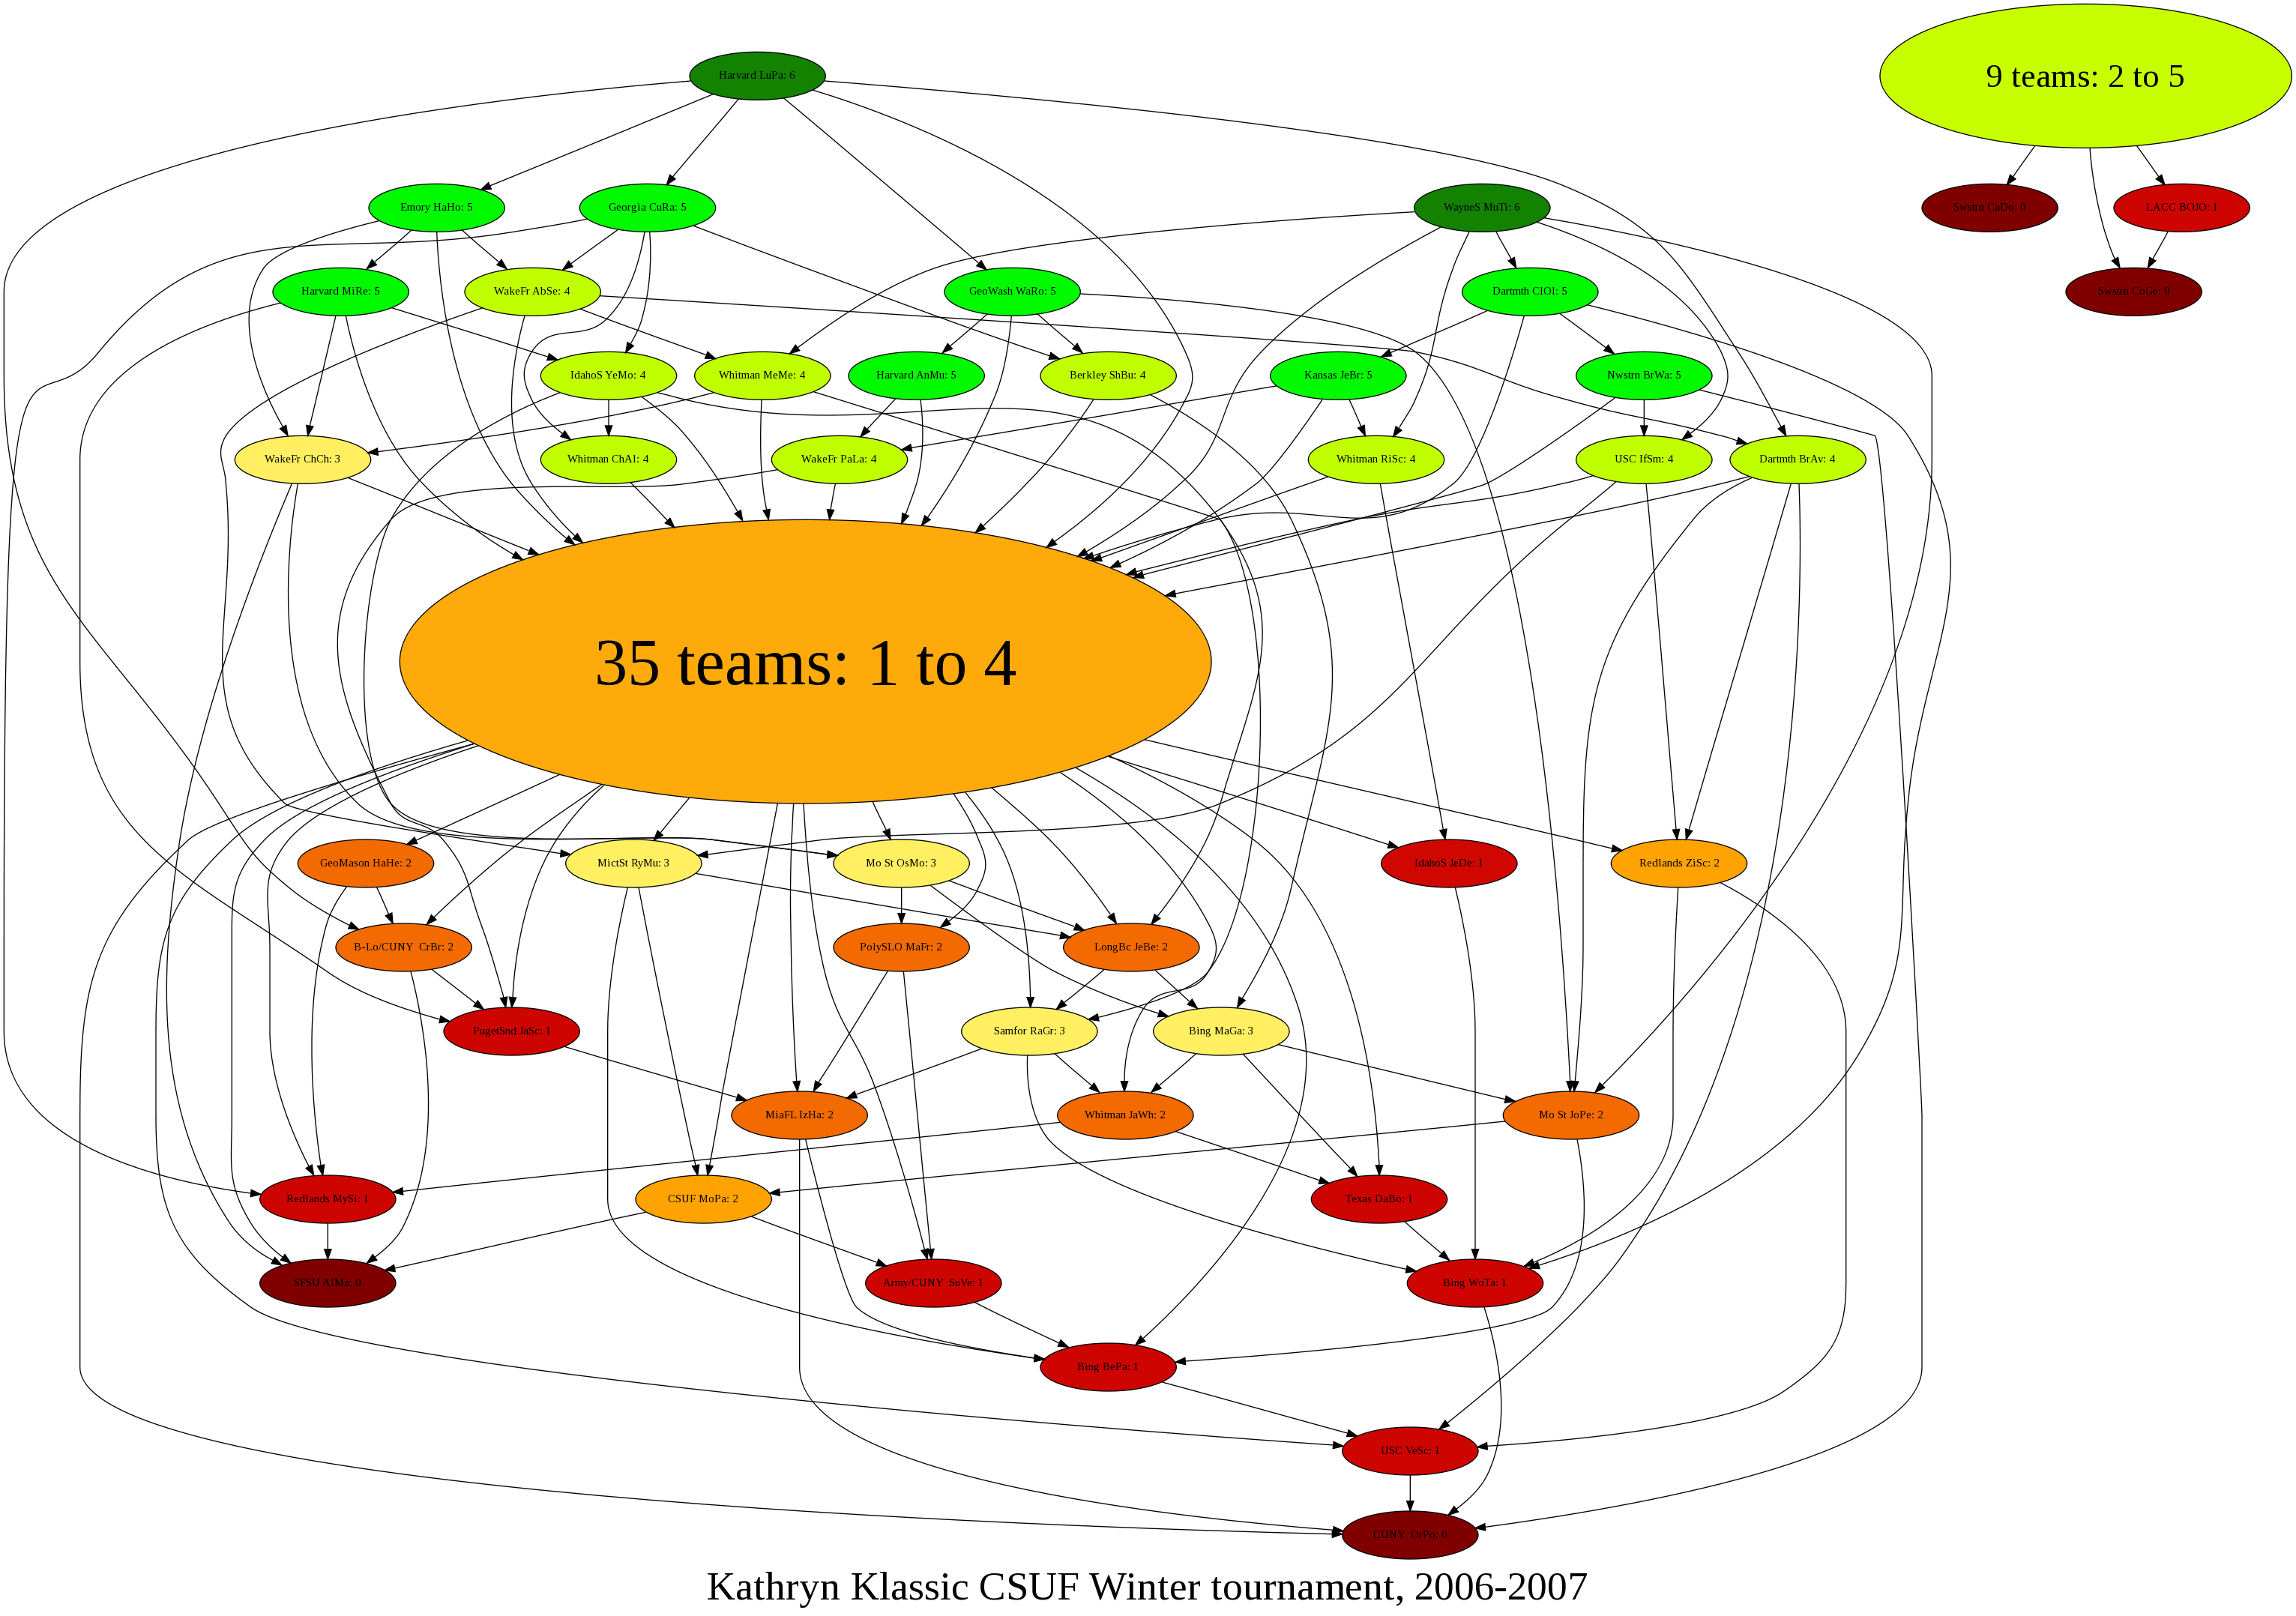 Harvard LuPa: 6
9 teams: 2 to 5
Emory HaHo: 5
Georgia CuRa: 5
WayneS MuTi: 6
Swstrn CaDo: 0
LACC BOJO: 1
Harvard MiRe: 5
WakeFr AbSe: 4
GeoWash WaRo: 5
Dartmth ClOl: 5
Swstrn CoGe: 0
IdahoS YeMo: 4
Whitman MeMe: 4
Harvard AnMu: 5
Berkley ShBu: 4
Kansas JeBr: 5
Nwstrn BrWa: 5
WakeFr ChCh: 3
Whitman ChAl: 4
WakeFr PaLa: 4
Whitman RiSc: 4
USC IfSm: 4
Dartmth BrAv: 4
35 teams: 1 to 4
GeoMason HaHe: 2
MictSt RyMu: 3
Mo St OsMo: 3
IdahoS JeDe: 1
Redlands ZiSc: 2
B-Lo/CUNY  CrBr: 2
PolySLO MaFr: 2
LongBc JeBe: 2
PugetSnd JaSc: 1
Samfor RaGr: 3
Bing MaGa: 3
MiaFL IzHa: 2
Whitman JaWh: 2
Mo St JoPe: 2
Redlands MySi: 1
CSUF MoPa: 2
Texas DaBo: 1
SFSU AlMa: 0
Army/CUNY  SuVe: 1
Bing WoTa: 1
Bing BePa: 1
USC VeSc: 1
CUNY  OrPo: 0
Kathryn Klassic CSUF Winter tournament, 2006-2007